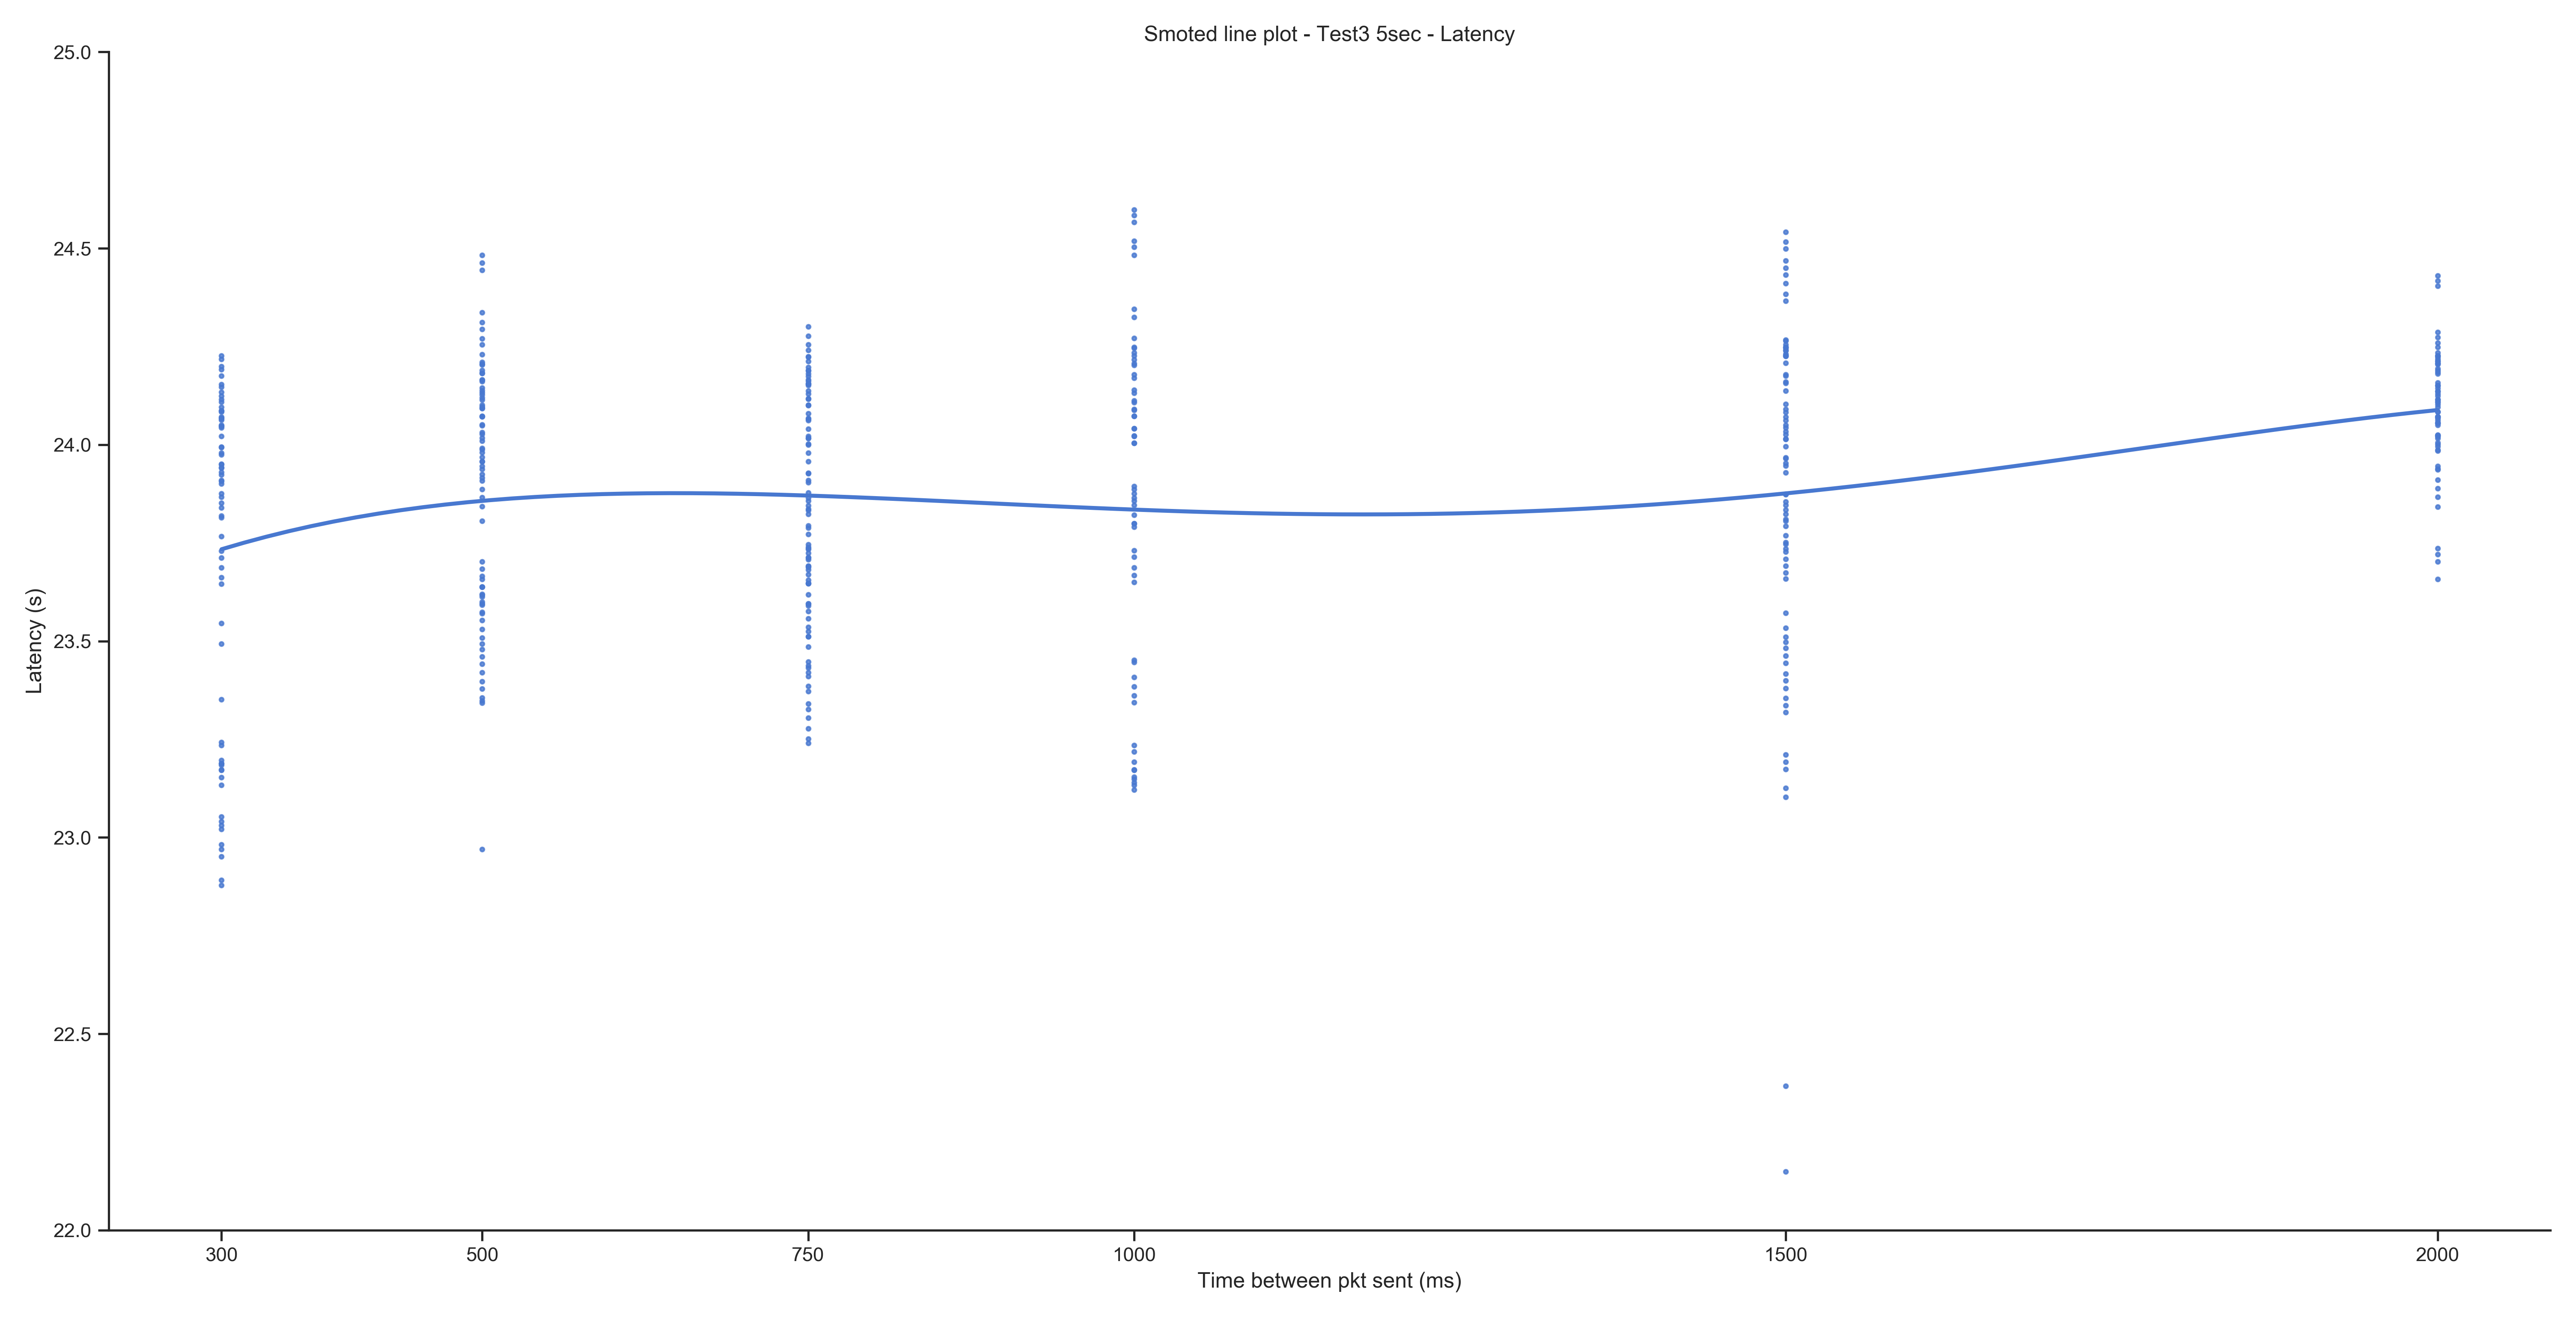 Smoted line plot - Test3 5sec - Latency
25.0
24.5
24.0
23.5
23.0
22.5
22.0
Latency (s)
300 500 750 1000 1500 2000
Time between pkt sent (ms)